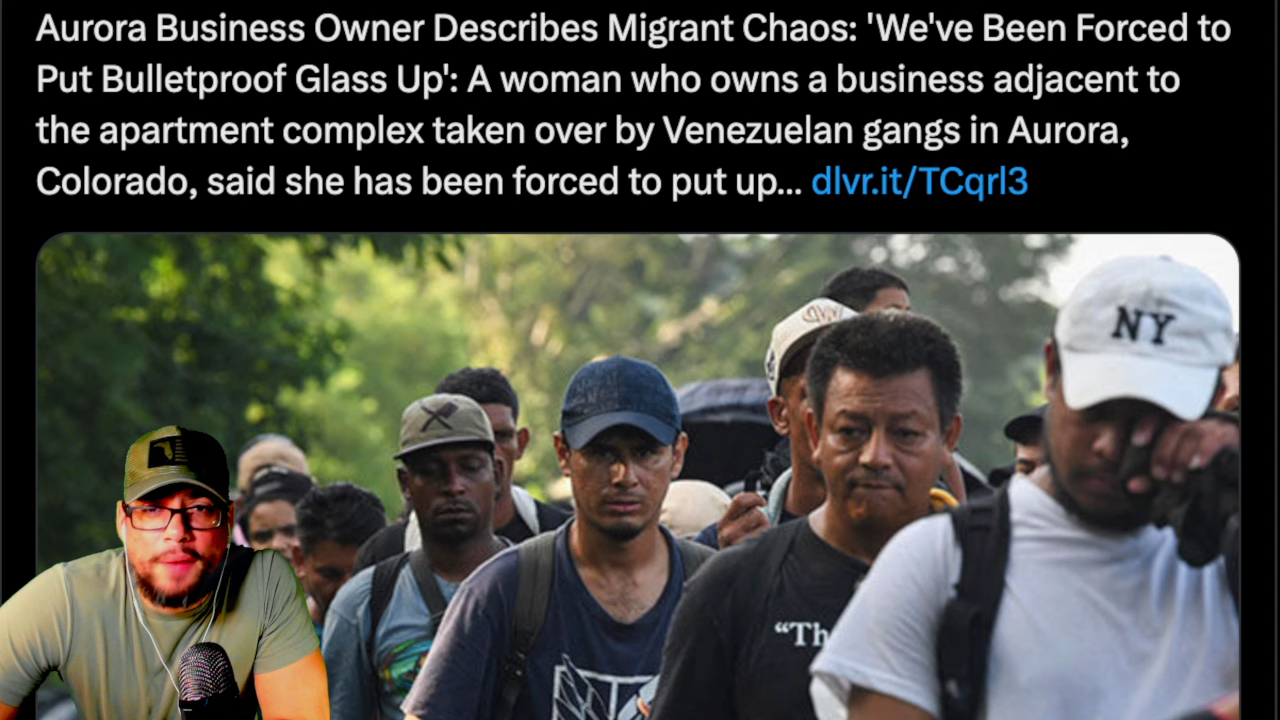 Aurora Business Owner Describes Migrant Chaos: 'We've Been Forced to
Put Bulletproof Glass Up': A woman who owns a business adjacent to
the apartment complex taken over by Venezuelan gangs in Aurora,
Colorado, said she has been forced to put up... dlvr.it/TCqrl3
NY
“Th